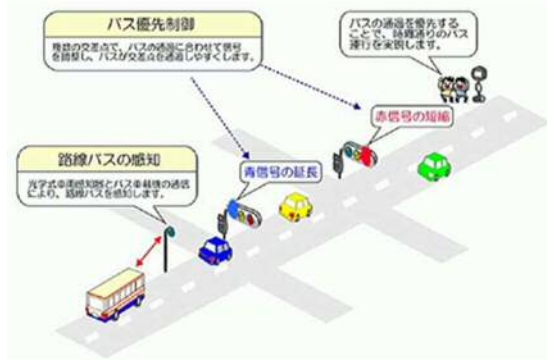 バス優先制御
複数の交差点で、バスの通過に合わせて信号
を調整し、バスが交差点を通過しやすくします。
バスの通過を優先する
ことで、時刻通りのバス
運行を実現します。
赤信号の短縮
路線バスの感知
光学式車両感知器とバス車載機の通信
により、路線バスを感知します。
青信号の延長